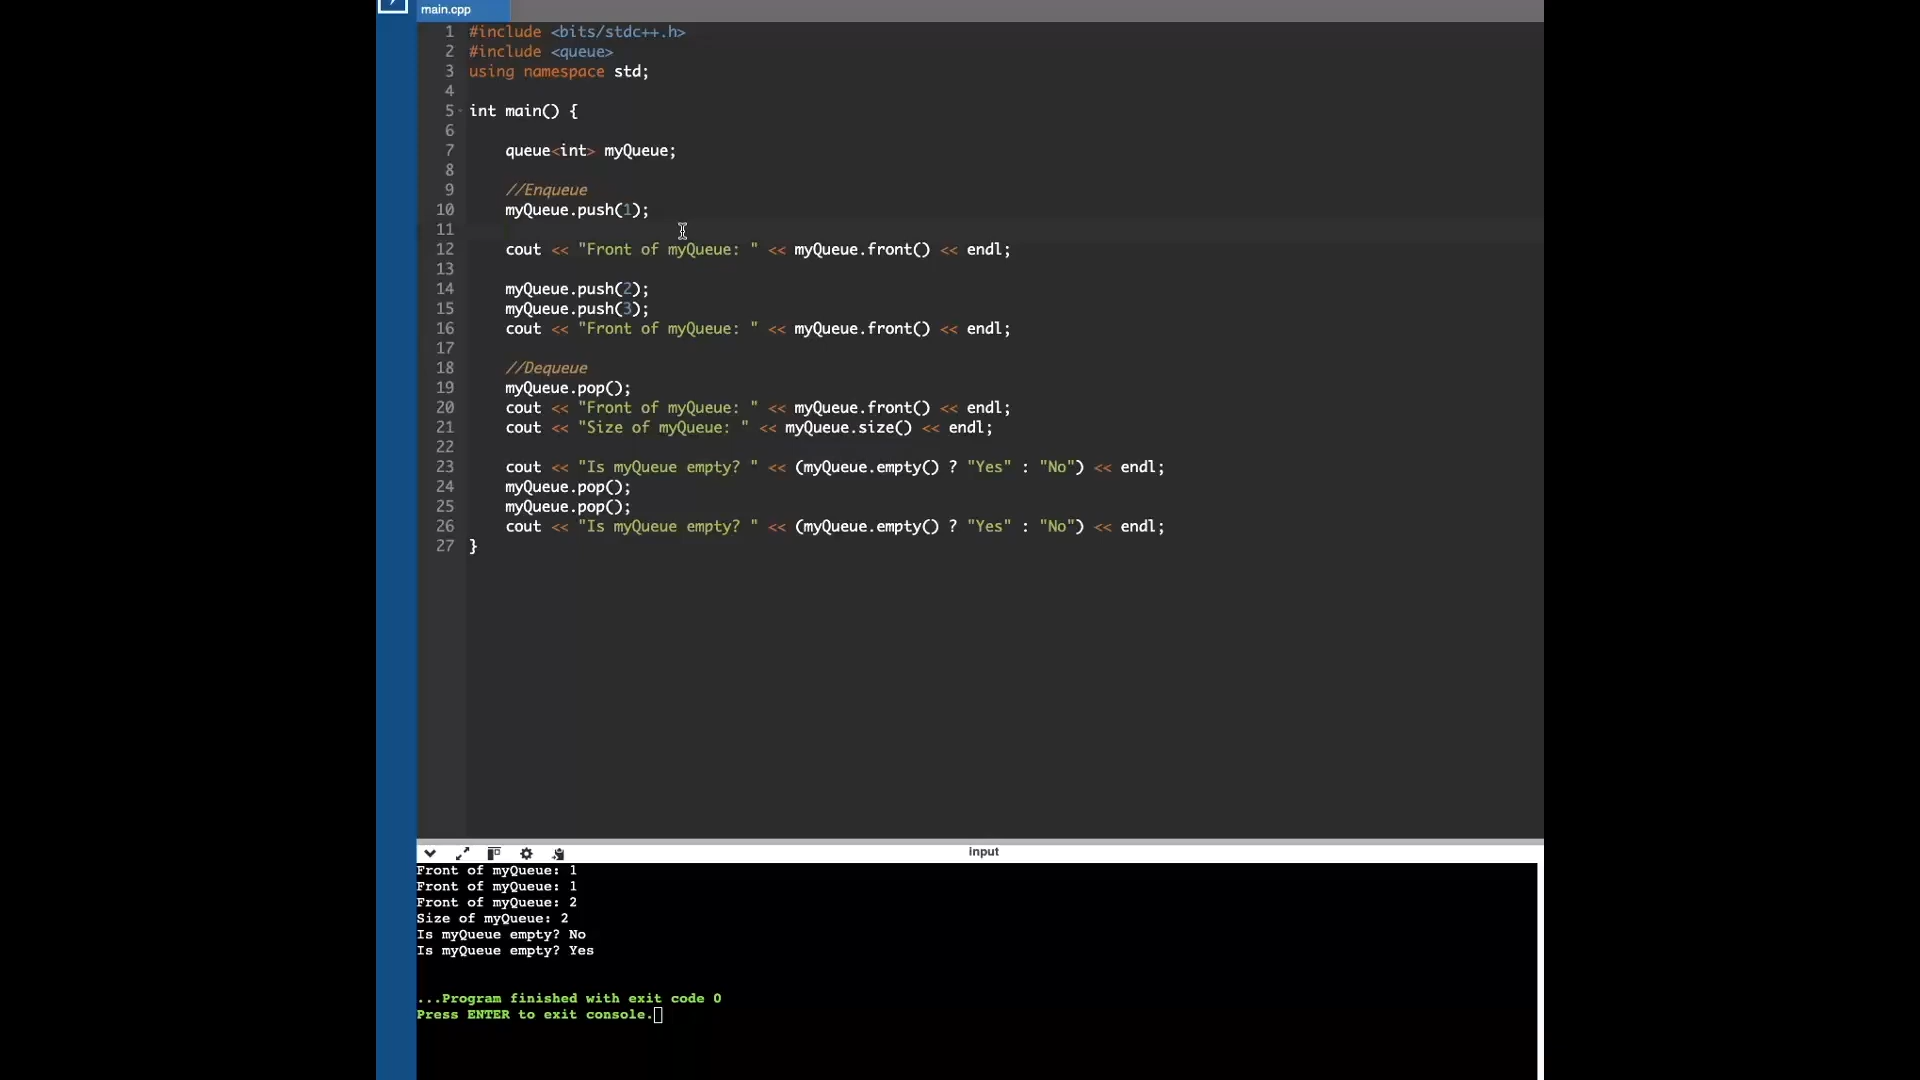 main.cpp
1 #include <bits/stdc++.h>
2 #include <queue>
3 using namespace std;
4
5 int main() {
6
7     queue<int> myQueue;
8
9     //Enqueue
10     myQueue.push(1);
11
12     cout << "Front of myQueue: " << myQueue.front() << endl;
13
14     myQueue.push(2);
15     myQueue.push(3);
16     cout << "Front of myQueue: " << myQueue.front() << endl;
17
18     //Dequeue
19     myQueue.pop();
20     cout << "Front of myQueue: " << myQueue.front() << endl;
21     cout << "Size of myQueue: " << myQueue.size() << endl;
22
23     cout << "Is myQueue empty? " << (myQueue.empty() ? "Yes" : "No") << endl;
24     myQueue.pop();
25     myQueue.pop();
26     cout << "Is myQueue empty? " << (myQueue.empty() ? "Yes" : "No") << endl;
27 }
input
Front of myQueue: 1
Front of myQueue: 1
Front of myQueue: 2
Size of myQueue: 2
Is myQueue empty? No
Is myQueue empty? Yes
...Program finished with exit code 0
Press ENTER to exit console.